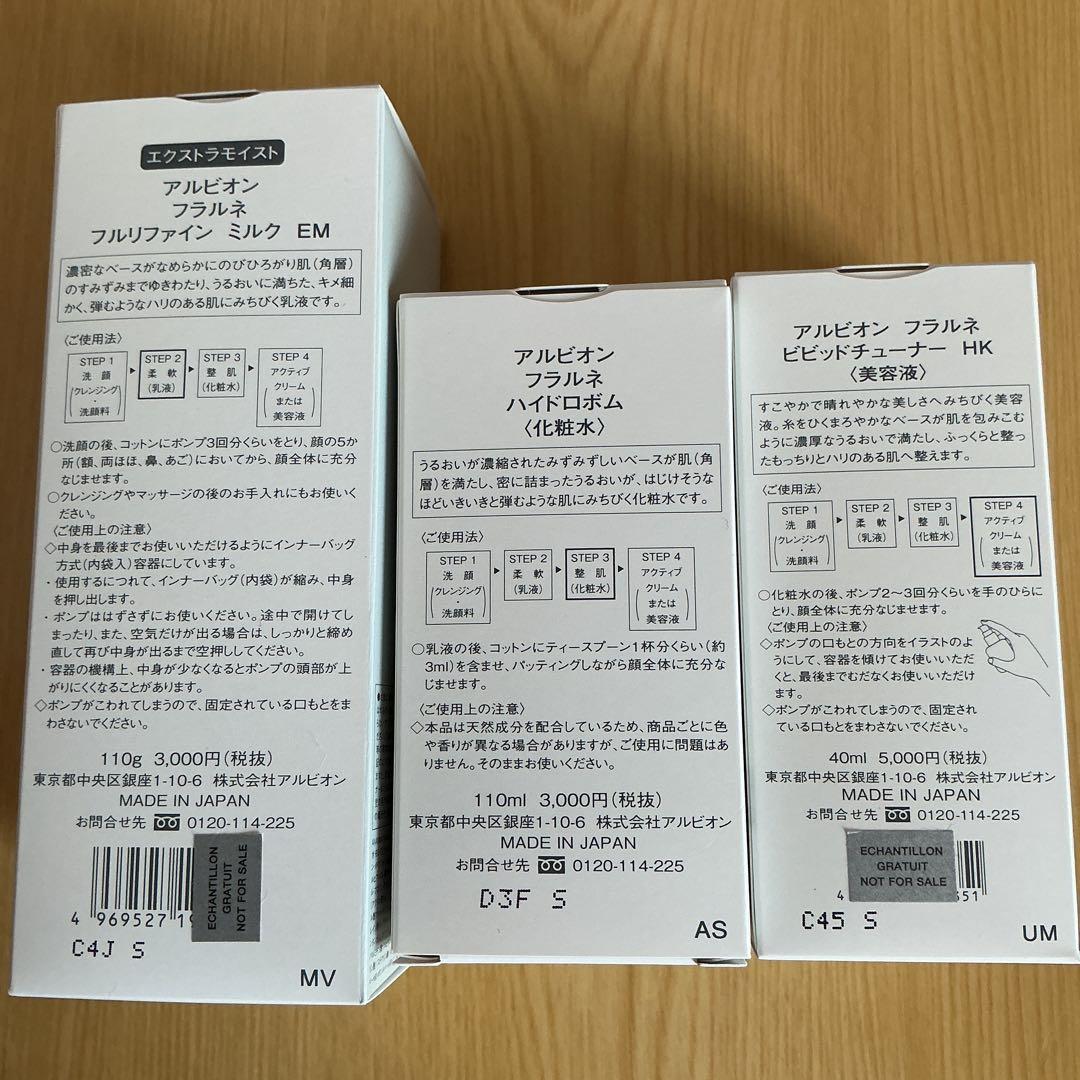 エクストラモイスト
アルビオン
フラルネ
フルリファイン ミルク EM
濃密なベースがなめらかにのびひろがり肌(角層)
のすみずみまでゆきわたり、うるおいに満ちた、キメ細
かく、弾むようなハリのある肌にみちびく乳液です。
〈ご使用法〉
STEP 1
洗 顔
(クレンジング
・
洗顔料)
STEP 2
柔 軟
(乳液)
STEP 3
整 肌
(化粧水)
STEP 4
アクティブ
(クリーム
または
美容液)
○洗顔の後、コットンにポンプ3回分くらいをとり、顔の5か
所(額、両ほほ、鼻、あご)においてから、顔全体に充分
なじませます。
○クレンジングやマッサージの後のお手入れにもお使いく
ださい。
〈ご使用上の注意〉
◇中身を最後までお使いいただけるようにインナーバッグ
方式(内袋入)容器にしています。
・使用するにつれて、インナーバッグ(内袋)が縮み、中身
を押し出します。
・ポンプははずさずにお使いください。途中で開けてし
まったり、また、空気だけが出る場合は、しっかりと締め
直して再び中身が出るまで空押ししてください。
・容器の機構上、中身が少なくなるとポンプの頭部が上
がりにくくなることがあります。
◇ポンプがこわれてしまうので、固定されている口もとをま
わさないでください。
110g 3,000円(税抜)
東京都中央区銀座1-10-6 株式会社アルビオン
MADE IN JAPAN
お問合せ先 0120-114-225
ECHANTILLON
GRATUIT
NOT FOR SALE
4 969527 19
C4J S
MV
アルビオン
フラルネ
ハイドロボム
〈化粧水〉
うるおいが濃縮されたみずみずしいベースが肌(角
層)を満たし、密に詰まったうるおいが、はじけそうな
ほどいきいきと弾むような肌にみちびく化粧水です。
〈ご使用法〉
STEP 1
洗 顔
(クレンジング
・
洗顔料)
STEP 2
柔 軟
(乳液)
STEP 3
整 肌
(化粧水)
STEP 4
アクティブ
(クリーム
または
美容液)
○乳液の後、コットンにティースプーン1杯分くらい(約
3ml)を含ませ、パッティングしながら顔全体に充分な
じませます。
〈ご使用上の注意〉
◇本品は天然成分を配合しているため、商品ごとに色
や香りが異なる場合がありますが、ご使用に問題はあ
りません。そのままお使いください。
110ml 3,000円(税抜)
東京都中央区銀座1-10-6 株式会社アルビオン
MADE IN JAPAN
お問合せ先 0120-114-225
D3F S
AS
アルビオン フラルネ
ビビッドチューナー HK
〈美容液〉
すこやかで晴れやかな美しさへみちびく美容
液。糸をひくまろやかなベースが肌を包みこむ
ように濃厚なうるおいで満たし、ふっくらと整っ
たもっちりとハリのある肌へ整えます。
〈ご使用法〉
STEP 1
洗 顔
(クレンジング
・
洗顔料)
STEP 2
柔 軟
(乳液)
STEP 3
整 肌
(化粧水)
STEP 4
アクティブ
(クリーム
または
美容液)
○化粧水の後、ポンプ2〜3回分くらいを手のひらに
とり、顔全体に充分なじませます。
〈ご使用上の注意〉
◇ポンプの口もとの方向をイラストのよ
うにして、容器を傾けてお使いいただ
くと、最後までむだなくお使いいただけ
ます。
◇ポンプがこわれてしまうので、固定され
ている口もとをまわさないでください。
40ml 5,000円(税抜)
東京都中央区銀座1-10-6 株式会社アルビオン
MADE IN JAPAN
お問合せ先 0120-114-225
ECHANTILLON
GRATUIT
NOT FOR SALE
351
C45 S
UM